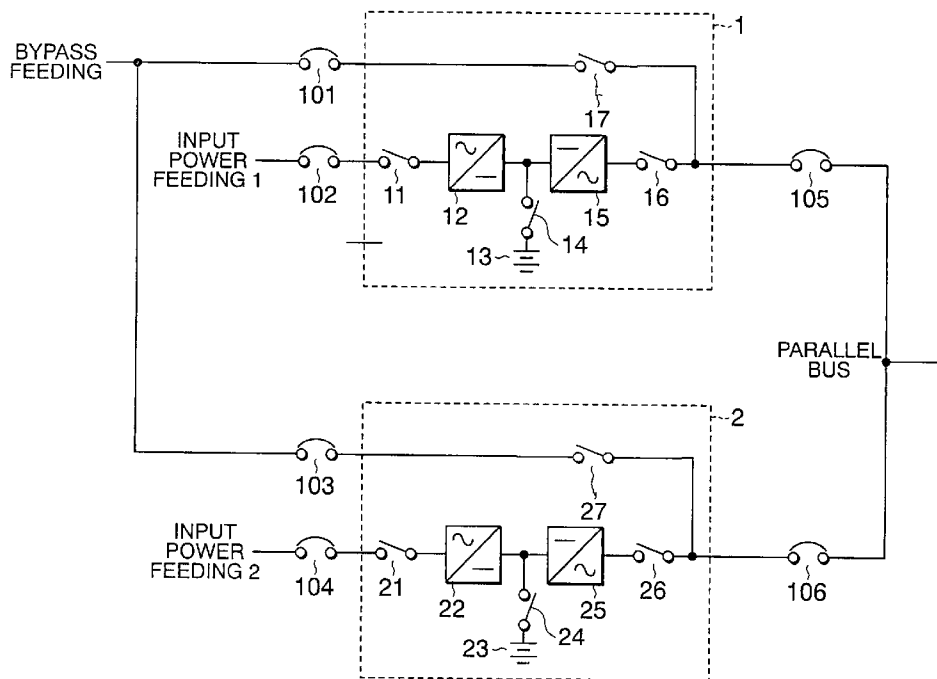 1
BYPASS
FEEDING
101
17
INPUT
POWER
FEEDING 1
102
11
12
15
16
105
13
14
PARALLEL
BUS
2
103
27
INPUT
POWER
FEEDING 2
104
21
22
25
26
106
23
24